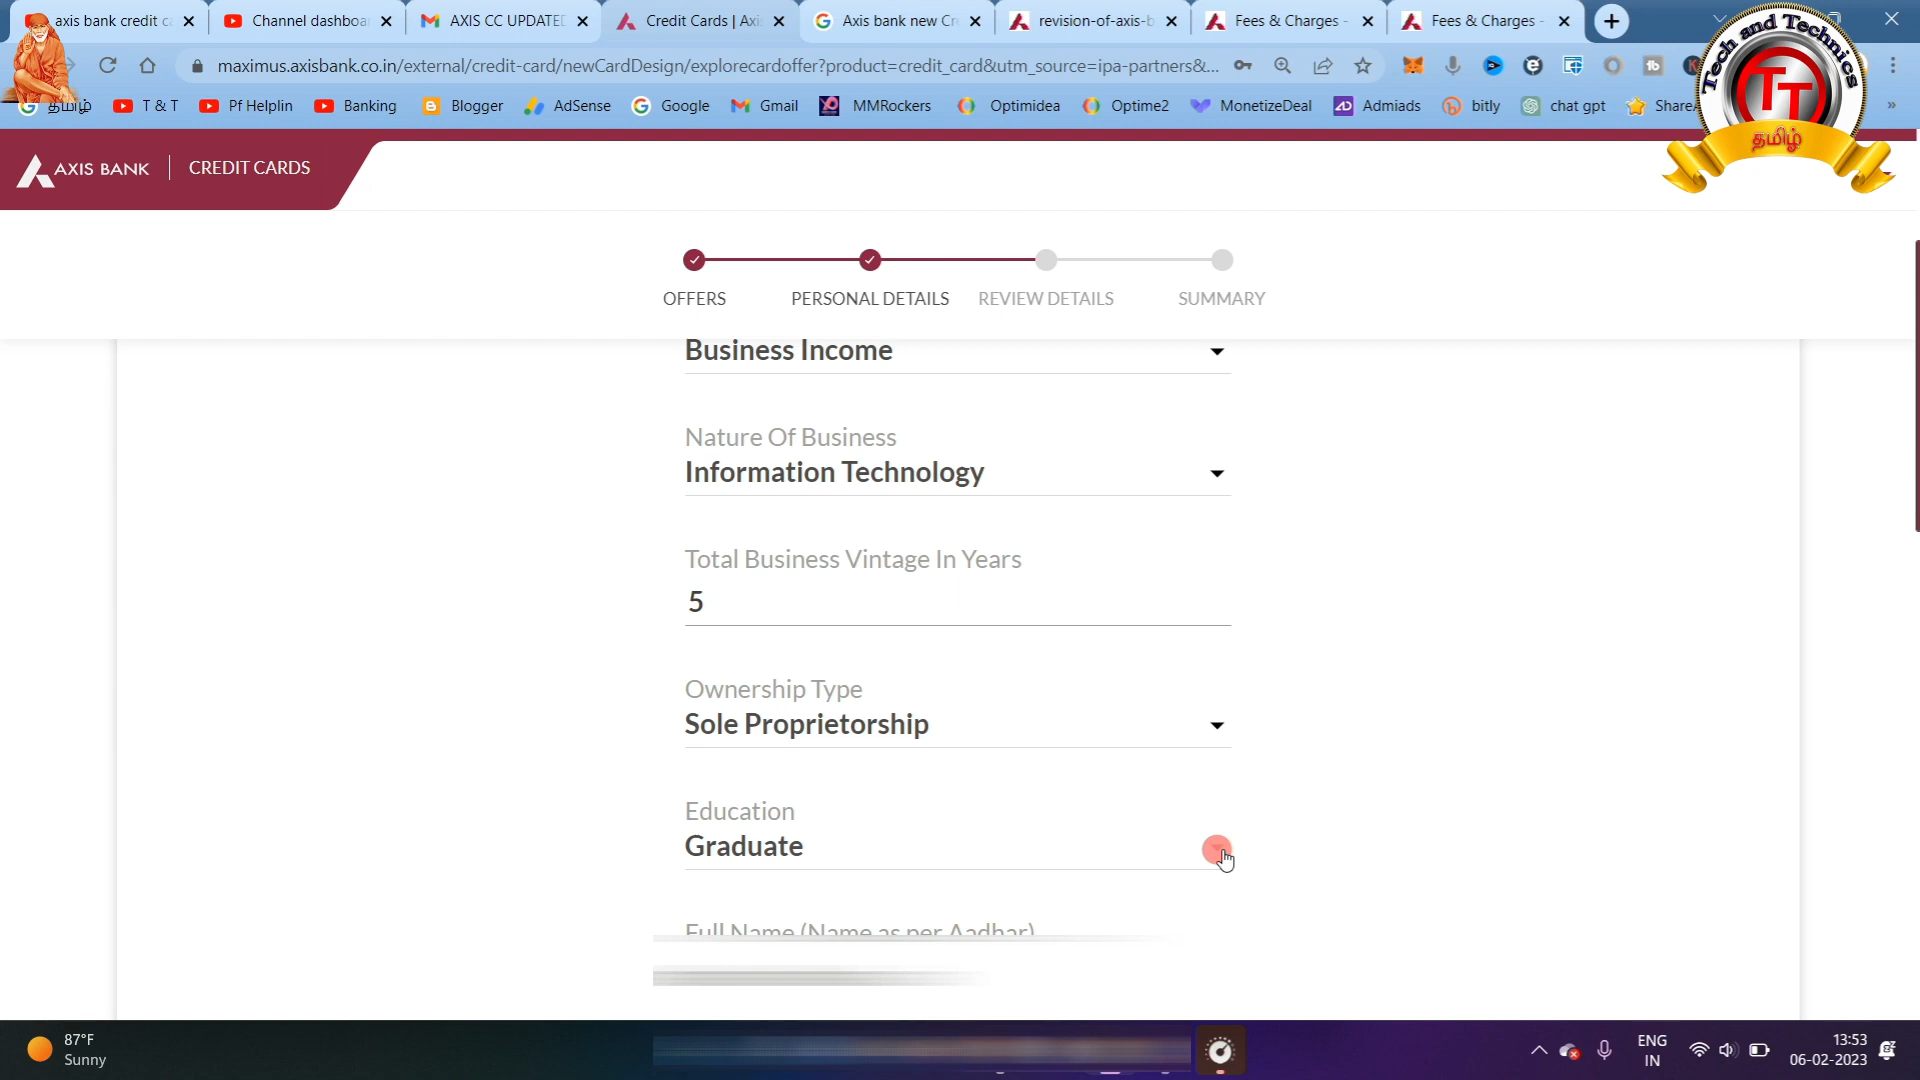 axis bank credit ca
Channel dashboa
AXIS CC UPDATED
Credit Cards | Axis
Axis bank new Cr
revision-of-axis-b
Fees & Charges -
Fees & Charges -
maximus.axisbank.co.in/external/credit-card/newCardDesign/explorecardoffer?product=credit_card&utm_source=ipa-partners&...
தமிழ் T & T Pf Helplin Banking Blogger AdSense Google Gmail MMRockers Optimidea Optime2 MonetizeDeal Admiads bitly chat gpt ShareA »
Tech and Technics
TT
தமிழ்
AXIS BANK CREDIT CARDS
OFFERS PERSONAL DETAILS REVIEW DETAILS SUMMARY
Business Income
Nature Of Business
Information Technology
Total Business Vintage In Years
5
Ownership Type
Sole Proprietorship
Education
Graduate
Full Name (Name as per Aadhar)
87°F
Sunny
ENG
IN
13:53
06-02-2023